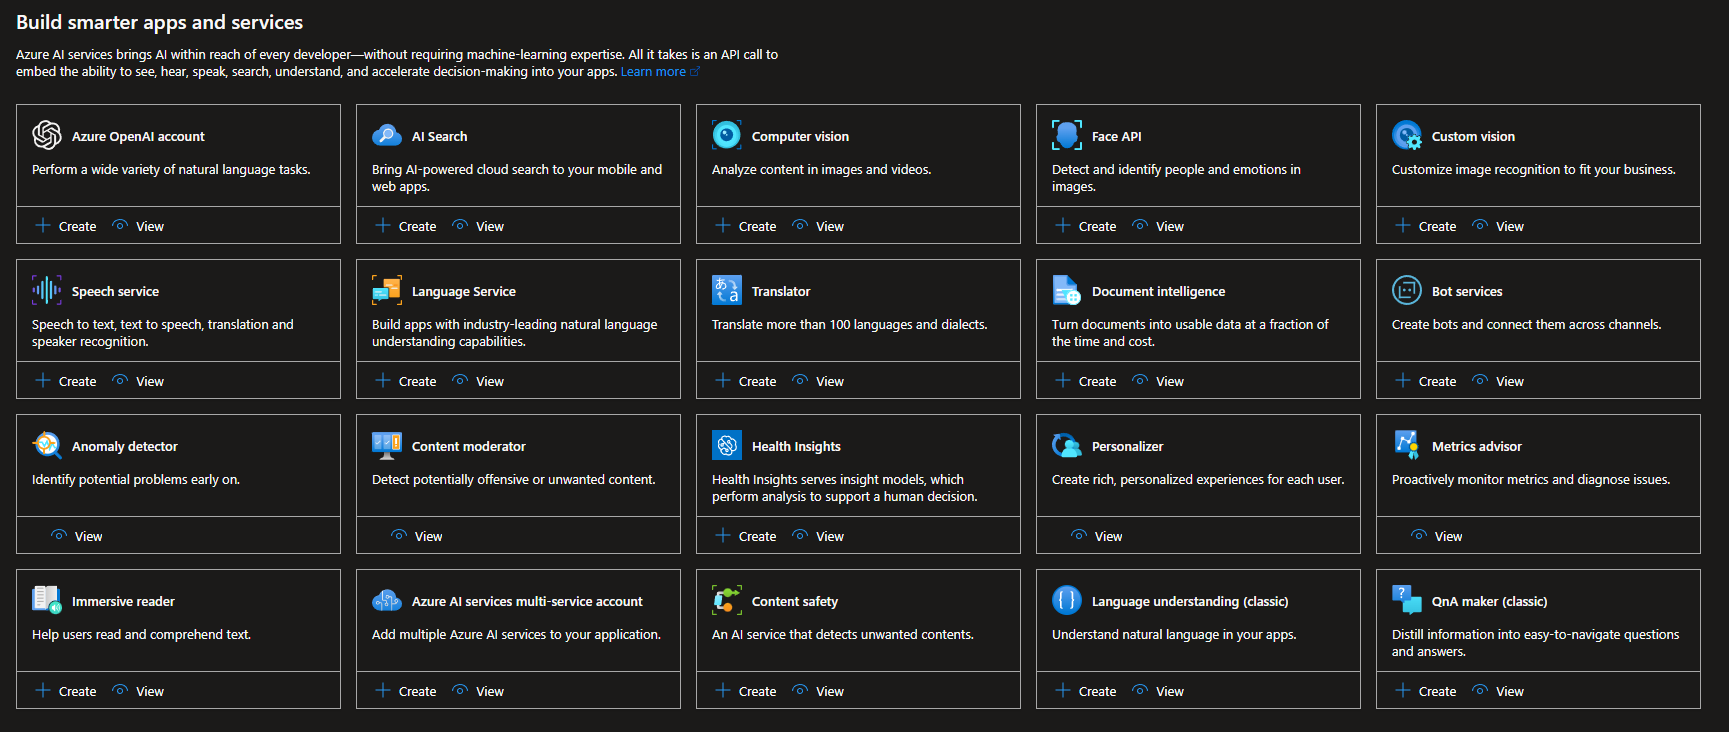 Build smarter apps and services
Azure AI services brings AI within reach of every developer—without requiring machine-learning expertise. All it takes is an API call to
embed the ability to see, hear, speak, search, understand, and accelerate decision-making into your apps. Learn more
Azure OpenAI account
Perform a wide variety of natural language tasks.
Create View
AI Search
Bring AI-powered cloud search to your mobile and
web apps.
Create View
Computer vision
Analyze content in images and videos.
Create View
Face API
Detect and identify people and emotions in
images.
Create View
Custom vision
Customize image recognition to fit your business.
Create View
Speech service
Speech to text, text to speech, translation and
speaker recognition.
Create View
Language Service
Build apps with industry-leading natural language
understanding capabilities.
Create View
Translator
Translate more than 100 languages and dialects.
Create View
Document intelligence
Turn documents into usable data at a fraction of
the time and cost.
Create View
Bot services
Create bots and connect them across channels.
Create View
Anomaly detector
Identify potential problems early on.
View
Content moderator
Detect potentially offensive or unwanted content.
View
Health Insights
Health Insights serves insight models, which
perform analysis to support a human decision.
Create View
Personalizer
Create rich, personalized experiences for each user.
View
Metrics advisor
Proactively monitor metrics and diagnose issues.
View
Immersive reader
Help users read and comprehend text.
Create View
Azure AI services multi-service account
Add multiple Azure AI services to your application.
Create View
Content safety
An AI service that detects unwanted contents.
Create View
Language understanding (classic)
Understand natural language in your apps.
Create View
QnA maker (classic)
Distill information into easy-to-navigate questions
and answers.
Create View